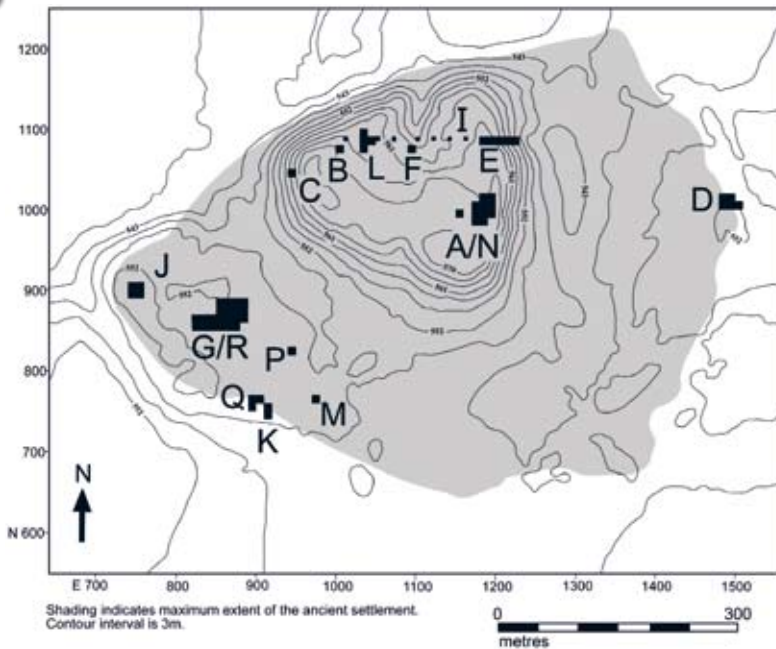 1200
1100
I
B
L
F
E
C
1000
D
A/N
J
900
G/R
P
800
Q
M
K
700
N
N 600
E 700
800
900
1000
1100
1200
1300
1400
1500
Shading indicates maximum extent of the ancient settlement.
Contour interval is 3m.
0
300
metres